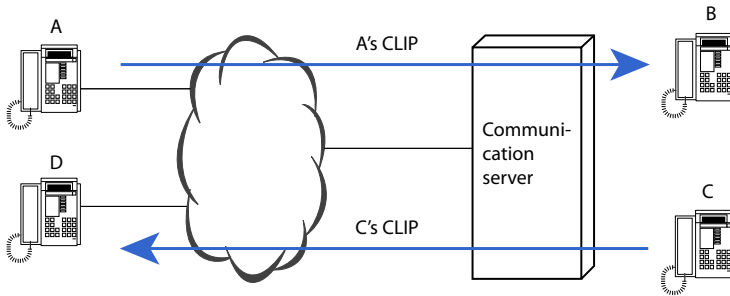 A
B
A's CLIP
Communi-
cation
server
D
C
C's CLIP